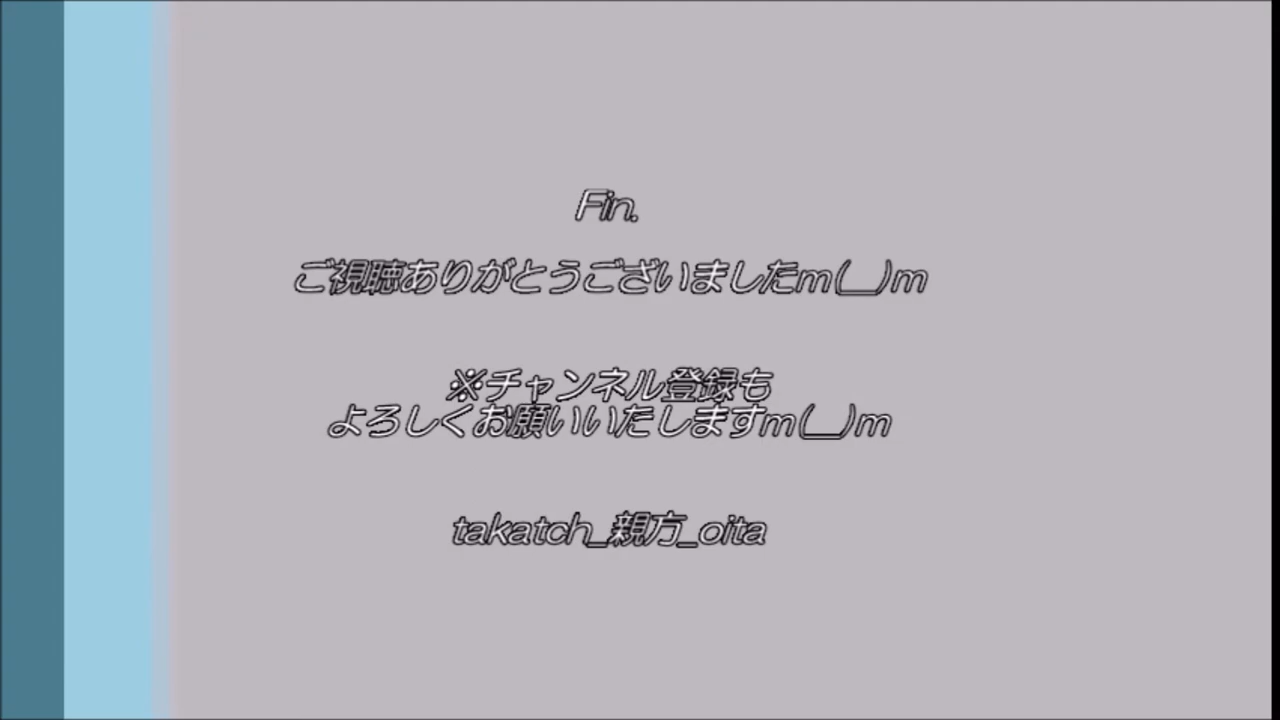 Fin.
ご視聴ありがとうございましたm(__)m
※チャンネル登録も
よろしくお願いいたしますm(__)m
takatch_親方_oita